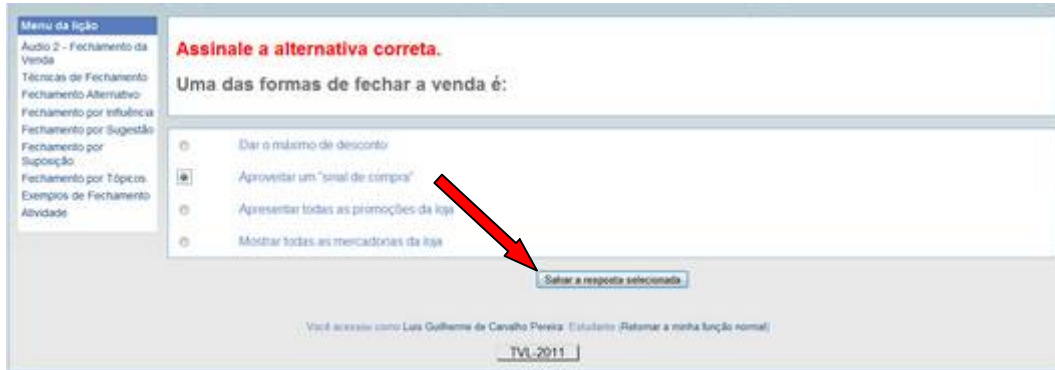 Menu da lição
Áudio 2 - Fechamento da
Venda
Técnicas de Fechamento
Fechamento Alternativo
Fechamento por Influência
Fechamento por Sugestão
Fechamento por
Suposição
Fechamento por Tópicos
Exemplos de Fechamento
Atividade
Assinale a alternativa correta.
Uma das formas de fechar a venda é:
Dar o máximo de desconto
Aproveitar um "sinal de compra"
Apresentar todas as promoções da loja
Mostrar todas as mercadorias da loja
Salvar a resposta selecionada
Você acessou como Luis Guilherme de Carvalho Pereira: Estudante (Retornar a minha função normal)
TVL-2011